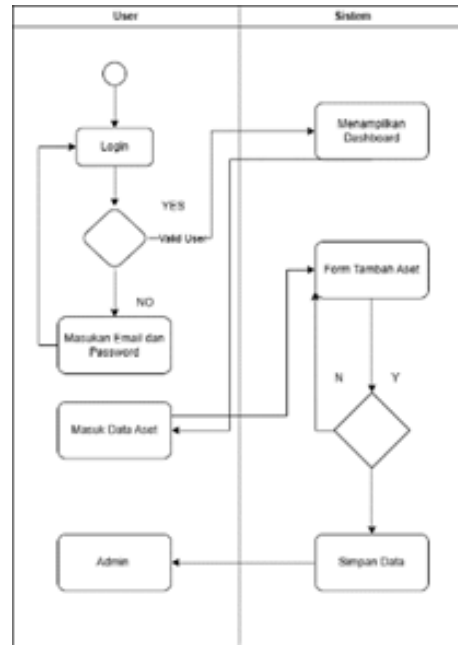 User
Sistem
Login
Menampilkan
Dashboard
YES
Valid User
Form Tambah Aset
NO
Masukan Email dan
Password
N
Y
Masuk Data Aset
Admin
Simpan Data